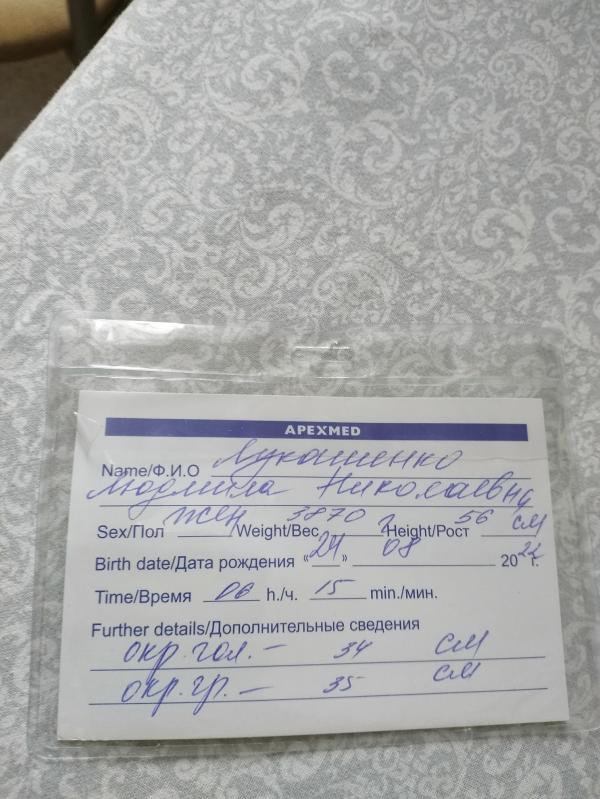 APEXMED
Name/Ф.И.О Лукашенко
Людмила Николаевна
Sex/Пол жен Weight/Вес 3870 г Height/Рост 56 см
Birth date/Дата рождения «24» 08 2022 г.
Time/Время 06 h./ч. 15 min./мин.
Further details/Дополнительные сведения
окр. гол. – 34 см
окр. гр. – 35 см